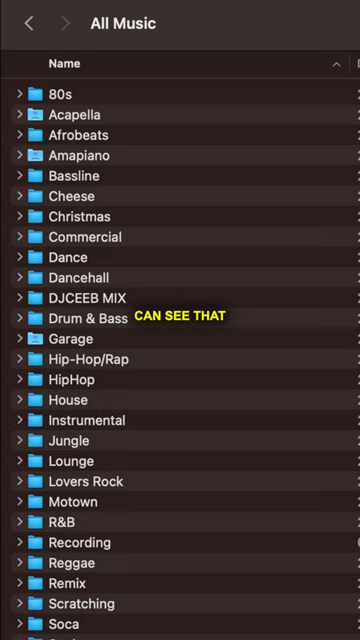 All Music
Name
80s
Acapella
Afrobeats
Amapiano
Bassline
Cheese
Christmas
Commercial
Dance
Dancehall
DJCEEB MIX
Drum & Bass
CAN SEE THAT
Garage
Hip-Hop/Rap
HipHop
House
Instrumental
Jungle
Lounge
Lovers Rock
Motown
R&B
Recording
Reggae
Remix
Scratching
Soca